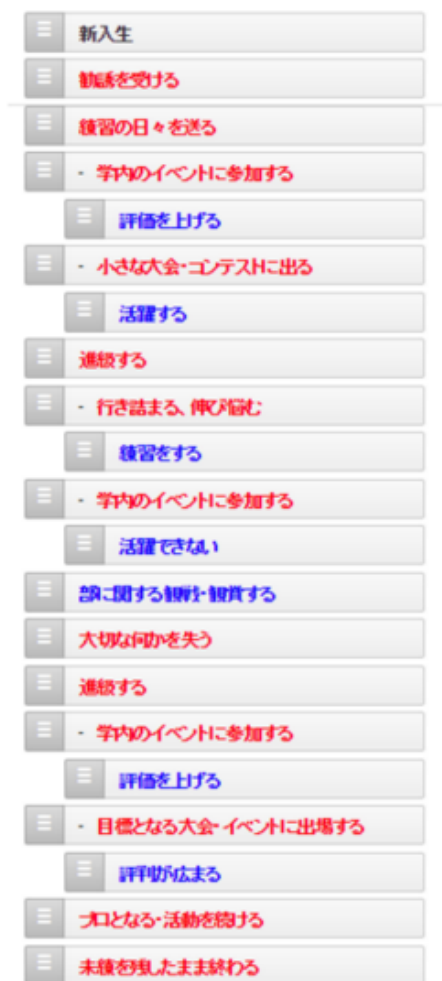 新入生
勧誘を受ける
練習の日々を送る
- 学内のイベントに参加する
評価を上げる
- 小さな大会・コンテストに出る
活躍する
進級する
- 行き詰まる、伸び悩む
練習をする
- 学内のイベントに参加する
活躍できない
部に関する観戦・観賞する
大切な何かを失う
進級する
- 学内のイベントに参加する
評価を上げる
- 目標となる大会・イベントに出場する
評判が広まる
プロとなる・活動を続ける
未練を残したまま終わる